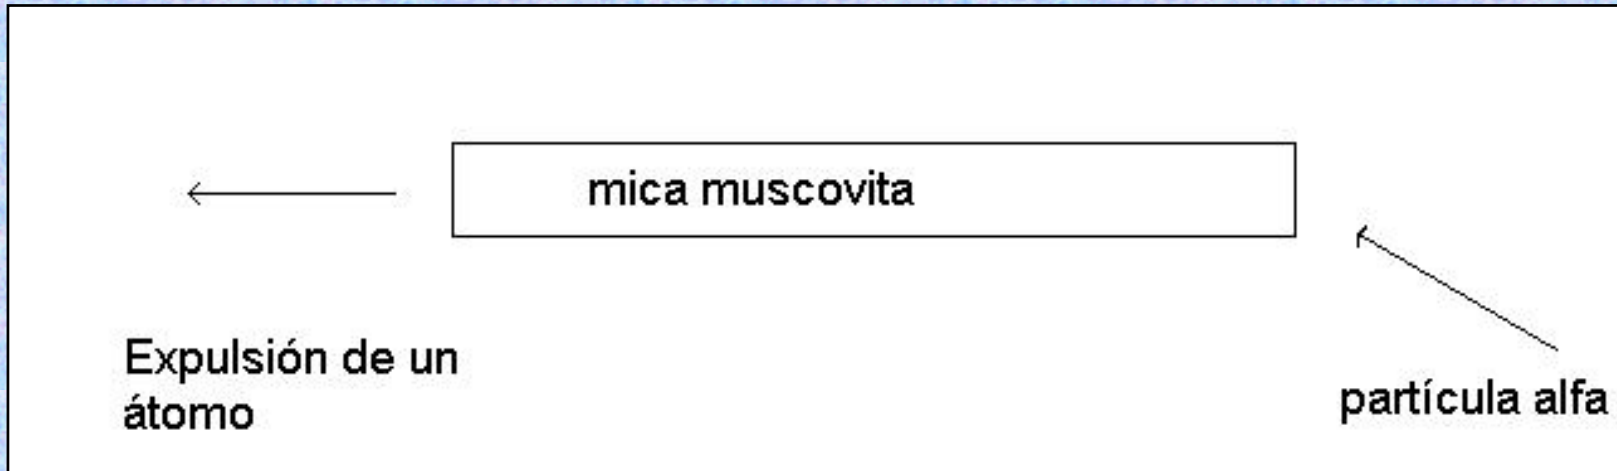 mica muscovita
Expulsión de un
átomo
partícula alfa